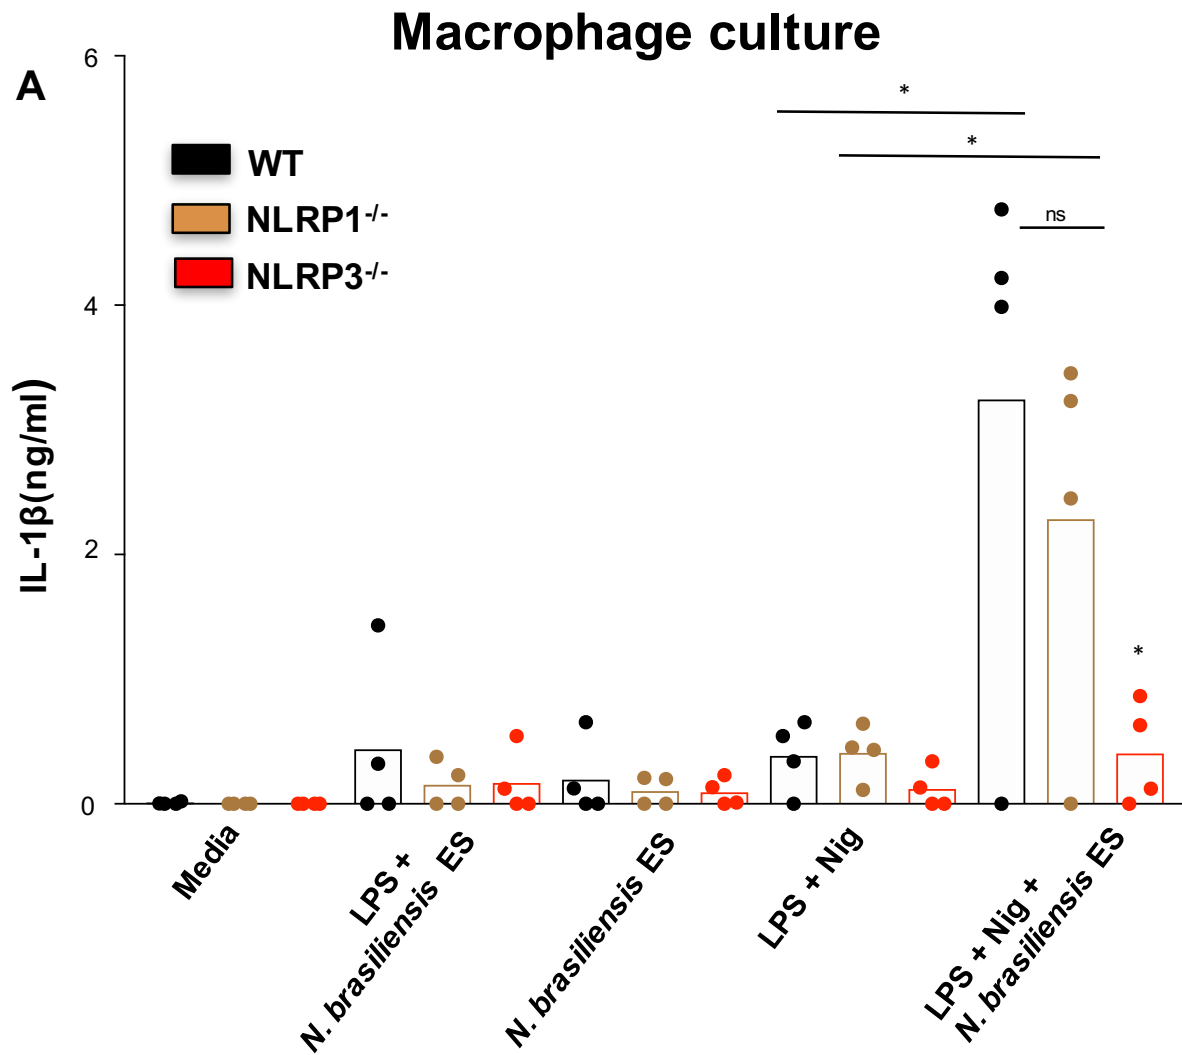 Macrophage culture
A
6
4
2
0
IL-1β(ng/ml)
WT
NLRP1-/-
NLRP3-/-
*
*
ns
*
Media
LPS +
N. brasiliensis ES
N. brasiliensis ES
LPS + Nig
LPS + Nig +
N. brasiliensis ES